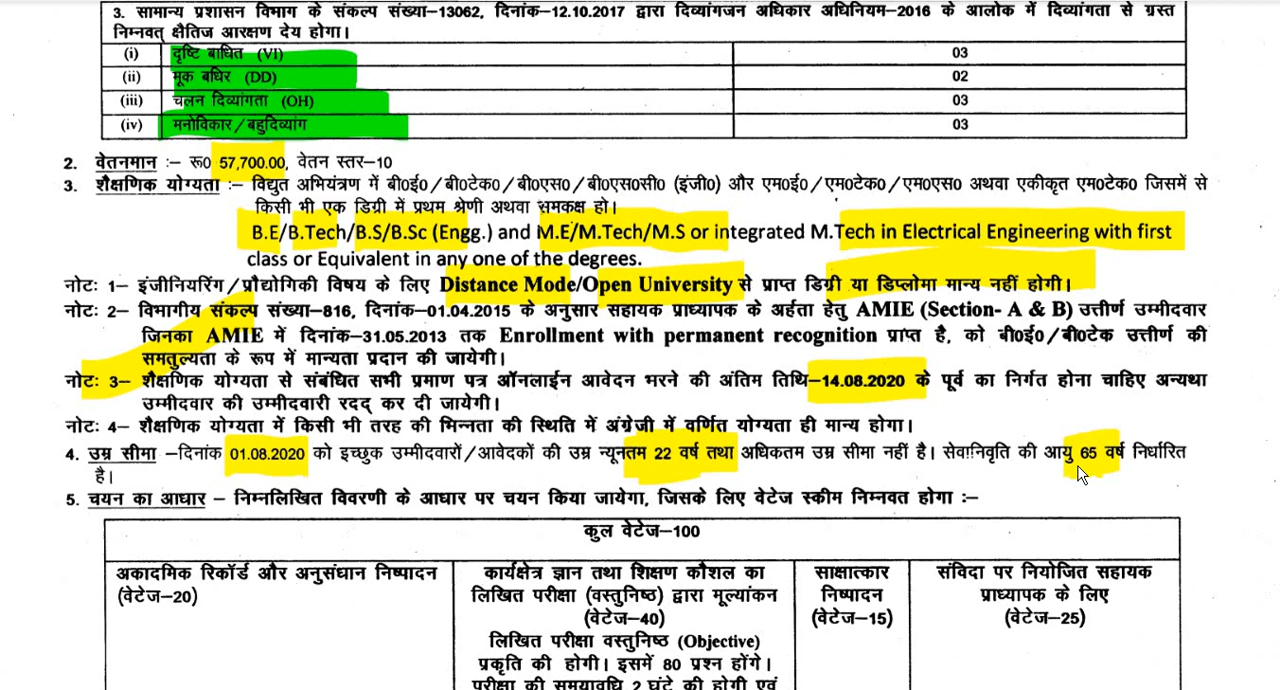 3. सामान्य प्रशासन विभाग के संकल्प संख्या–13062, दिनांक–12.10.2017 द्वारा दिव्यांगजन अधिकार अधिनियम–2016 के आलोक में दिव्यांगता से ग्रस्त
निम्नवत् क्षैतिज आरक्षण देय होगा।
(i) दृष्टि बाधित (VI) 03
(ii) मूक बधिर (DD) 02
(iii) चलन दिव्यांगता (OH) 03
(iv) मनोविकार/बहुदिव्यांग 03
2. वेतनमान :– रू0 57,700.00, वेतन स्तर–10
3. शैक्षणिक योग्यता :– विद्युत अभियंत्रण में बी0ई0/बी0टेक0/बी0एस0/बी0एस0सी0 (इंजी0) और एम0ई0/एम0टेक0/एम0एस0 अथवा एकीकृत एम0टेक0 जिसमें से
किसी भी एक डिग्री में प्रथम श्रेणी अथवा समकक्ष हो।
B.E/B.Tech/B.S/B.Sc (Engg.) and M.E/M.Tech/M.S or integrated M.Tech in Electrical Engineering with first
class or Equivalent in any one of the degrees.
नोटः 1– इंजीनियरिंग/प्रौद्योगिकी विषय के लिए Distance Mode/Open University से प्राप्त डिग्री या डिप्लोमा मान्य नहीं होगी।
नोटः 2– विभागीय संकल्प संख्या–816, दिनांक–01.04.2015 के अनुसार सहायक प्राध्यापक के अर्हता हेतु AMIE (Section- A & B) उत्तीर्ण उम्मीदवार
जिनका AMIE में दिनांक–31.05.2013 तक Enrollment with permanent recognition प्राप्त है, को बी0ई0/बी0टेक उत्तीर्ण की
समतुल्यता के रूप में मान्यता प्रदान की जायेगी।
नोटः 3– शैक्षणिक योग्यता से संबंधित सभी प्रमाण पत्र ऑनलाईन आवेदन भरने की अंतिम तिथि–14.08.2020 के पूर्व का निर्गत होना चाहिए अन्यथा
उम्मीदवार की उम्मीदवारी रदद् कर दी जायेगी।
नोटः 4– शैक्षणिक योग्यता में किसी भी तरह की भिन्नता की स्थिति में अंग्रेजी में वर्णित योग्यता ही मान्य होगा।
4. उम्र सीमा –दिनांक 01.08.2020 को इच्छुक उम्मीदवारों/आवेदकों की उम्र न्यूनतम 22 वर्ष तथा अधिकतम उम्र सीमा नहीं है। सेवानिवृति की आयु 65 वर्ष निर्धारित
है।
5. चयन का आधार – निम्नलिखित विवरणी के आधार पर चयन किया जायेगा, जिसके लिए वेटेज स्कीम निम्नवत होगा :–
कुल वेटेज–100
अकादमिक रिकॉर्ड और अनुसंधान निष्पादन
(वेटेज–20)
कार्यक्षेत्र ज्ञान तथा शिक्षण कौशल का
लिखित परीक्षा (वस्तुनिष्ठ) द्वारा मूल्यांकन
(वेटेज–40)
लिखित परीक्षा वस्तुनिष्ठ (Objective)
प्रकृति की होगी। इसमें 80 प्रश्न होंगे।
परीक्षा की समयावधि 2 घंटे की होगी एवं
साक्षात्कार
निष्पादन
(वेटेज–15)
संविदा पर नियोजित सहायक
प्राध्यापक के लिए
(वेटेज–25)